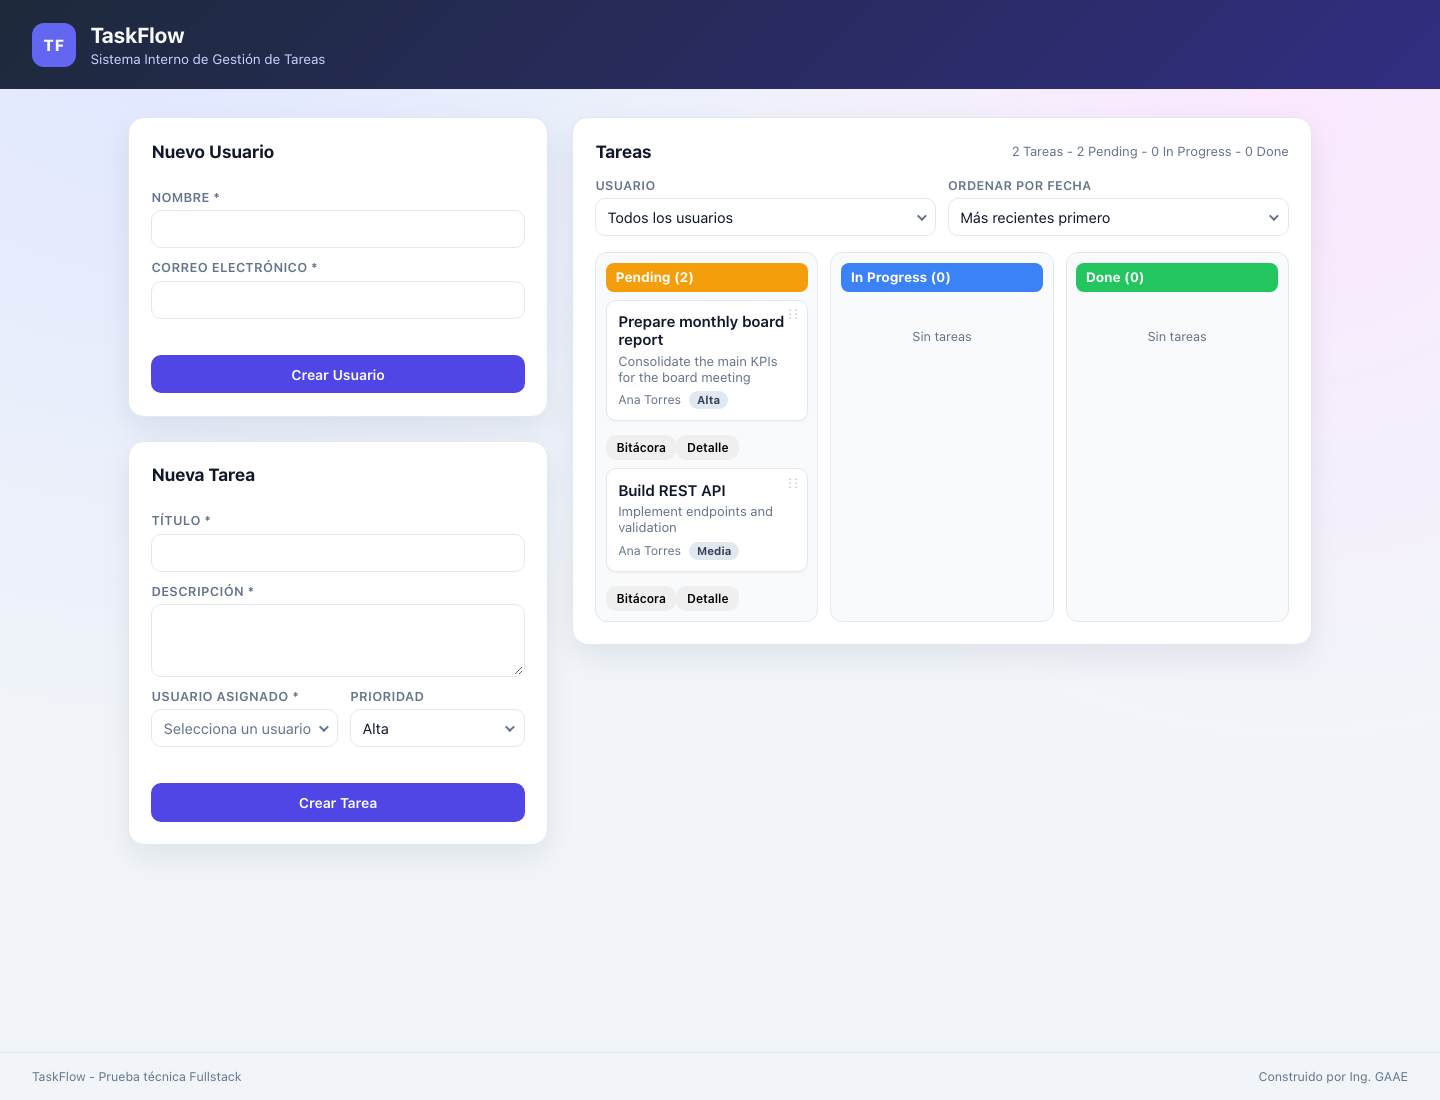 TF
TaskFlow
Sistema Interno de Gestión de Tareas
Nuevo Usuario
NOMBRE *
CORREO ELECTRÓNICO *
Crear Usuario
Nueva Tarea
TÍTULO *
DESCRIPCIÓN *
USUARIO ASIGNADO *
PRIORIDAD
Selecciona un usuario
Alta
Crear Tarea
Tareas
2 Tareas - 2 Pending - 0 In Progress - 0 Done
USUARIO
ORDENAR POR FECHA
Todos los usuarios
Más recientes primero
Pending (2)
Prepare monthly board
report
Consolidate the main KPIs
for the board meeting
Ana Torres Alta
Bitácora Detalle
Build REST API
Implement endpoints and
validation
Ana Torres Media
Bitácora Detalle
In Progress (0)
Sin tareas
Done (0)
Sin tareas
TaskFlow - Prueba técnica Fullstack
Construido por Ing. GAAE